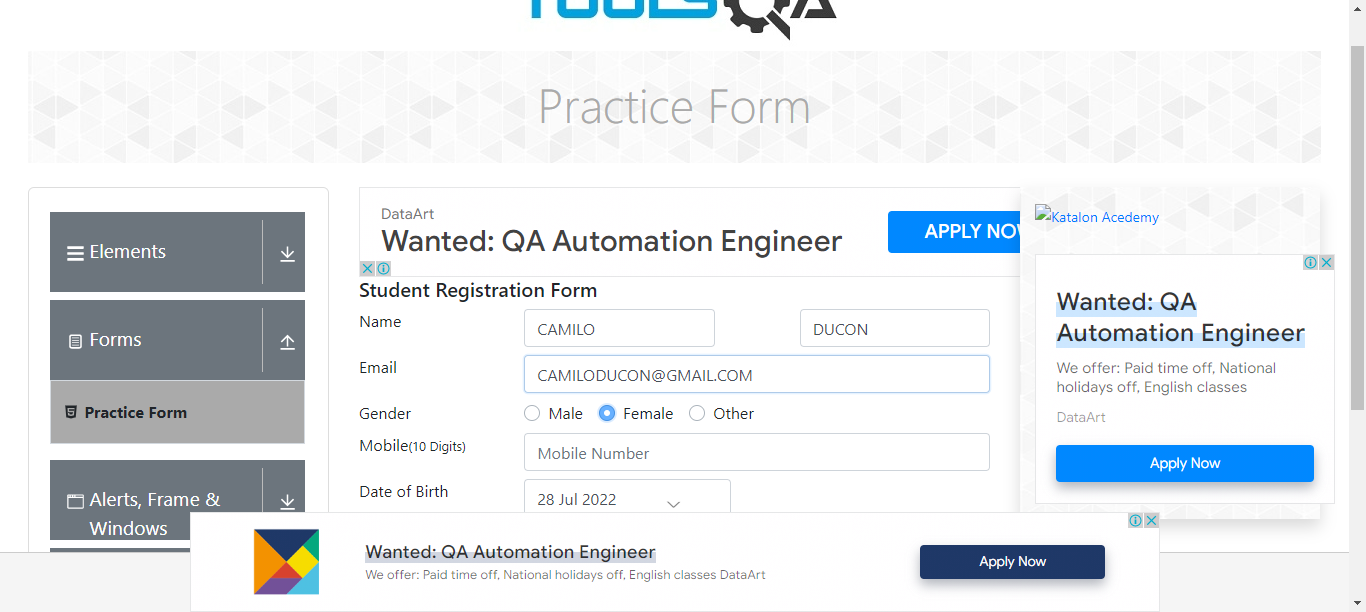 TOOLSQA
Practice Form
Elements
Forms
Practice Form
Alerts, Frame &
Windows
DataArt
Wanted: QA Automation Engineer
APPLY NOW
Student Registration Form
Name
CAMILO
DUCON
Email
CAMILODUCON@GMAIL.COM
Gender
Male
Female
Other
Mobile(10 Digits)
Mobile Number
Date of Birth
28 Jul 2022
Katalon Acedemy
Wanted: QA
Automation Engineer
We offer: Paid time off, National
holidays off, English classes
DataArt
Apply Now
Wanted: QA Automation Engineer
We offer: Paid time off, National holidays off, English classes DataArt
Apply Now